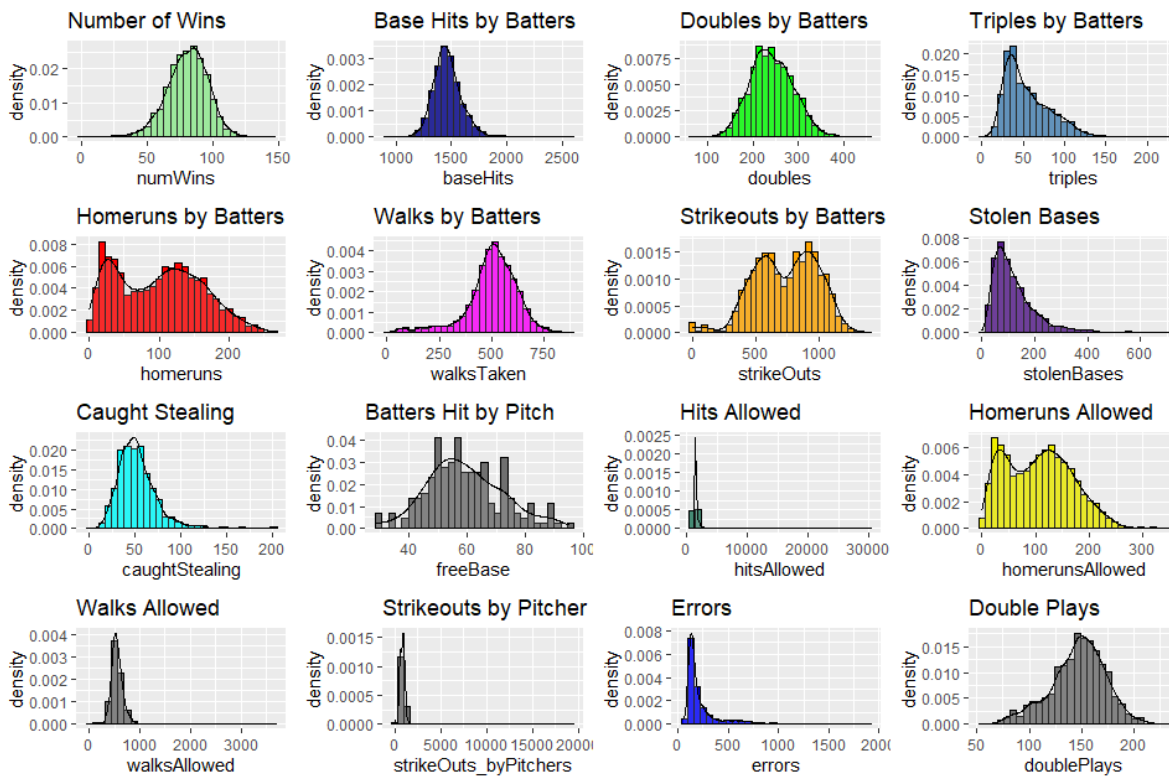 Number of Wins
density
0.02
0.01
0.00
0 50 100 150
numWins
Base Hits by Batters
density
0.003
0.002
0.001
0.000
1000 1500 2000 2500
baseHits
Doubles by Batters
density
0.0075
0.0050
0.0025
0.0000
100 200 300 400
doubles
Triples by Batters
density
0.020
0.015
0.010
0.005
0.000
0 50 100 150 200
triples
Homeruns by Batters
density
0.008
0.006
0.004
0.002
0.000
0 100 200
homeruns
Walks by Batters
density
0.004
0.003
0.002
0.001
0.000
0 250 500 750
walksTaken
Strikeouts by Batters
density
0.0015
0.0010
0.0005
0.0000
0 500 1000
strikeOuts
Stolen Bases
density
0.008
0.006
0.004
0.002
0.000
0 200 400 600
stolenBases
Caught Stealing
density
0.020
0.015
0.010
0.005
0.000
0 50 100 150 200
caughtStealing
Batters Hit by Pitch
density
0.04
0.03
0.02
0.01
0.00
40 60 80 100
freeBase
Hits Allowed
density
0.0025
0.0020
0.0015
0.0010
0.0005
0.0000
0 10000 20000 30000
hitsAllowed
Homeruns Allowed
density
0.006
0.004
0.002
0.000
0 100 200 300
homerunsAllowed
Walks Allowed
density
0.004
0.003
0.002
0.001
0.000
0 1000 2000 3000
walksAllowed
Strikeouts by Pitcher
density
0.0015
0.0010
0.0005
0.0000
0 5000 10000 15000 20000
strikeOuts_byPitchers
Errors
density
0.008
0.006
0.004
0.002
0.000
0 500 1000 1500 2000
errors
Double Plays
density
0.015
0.010
0.005
0.000
50 100 150 200
doublePlays